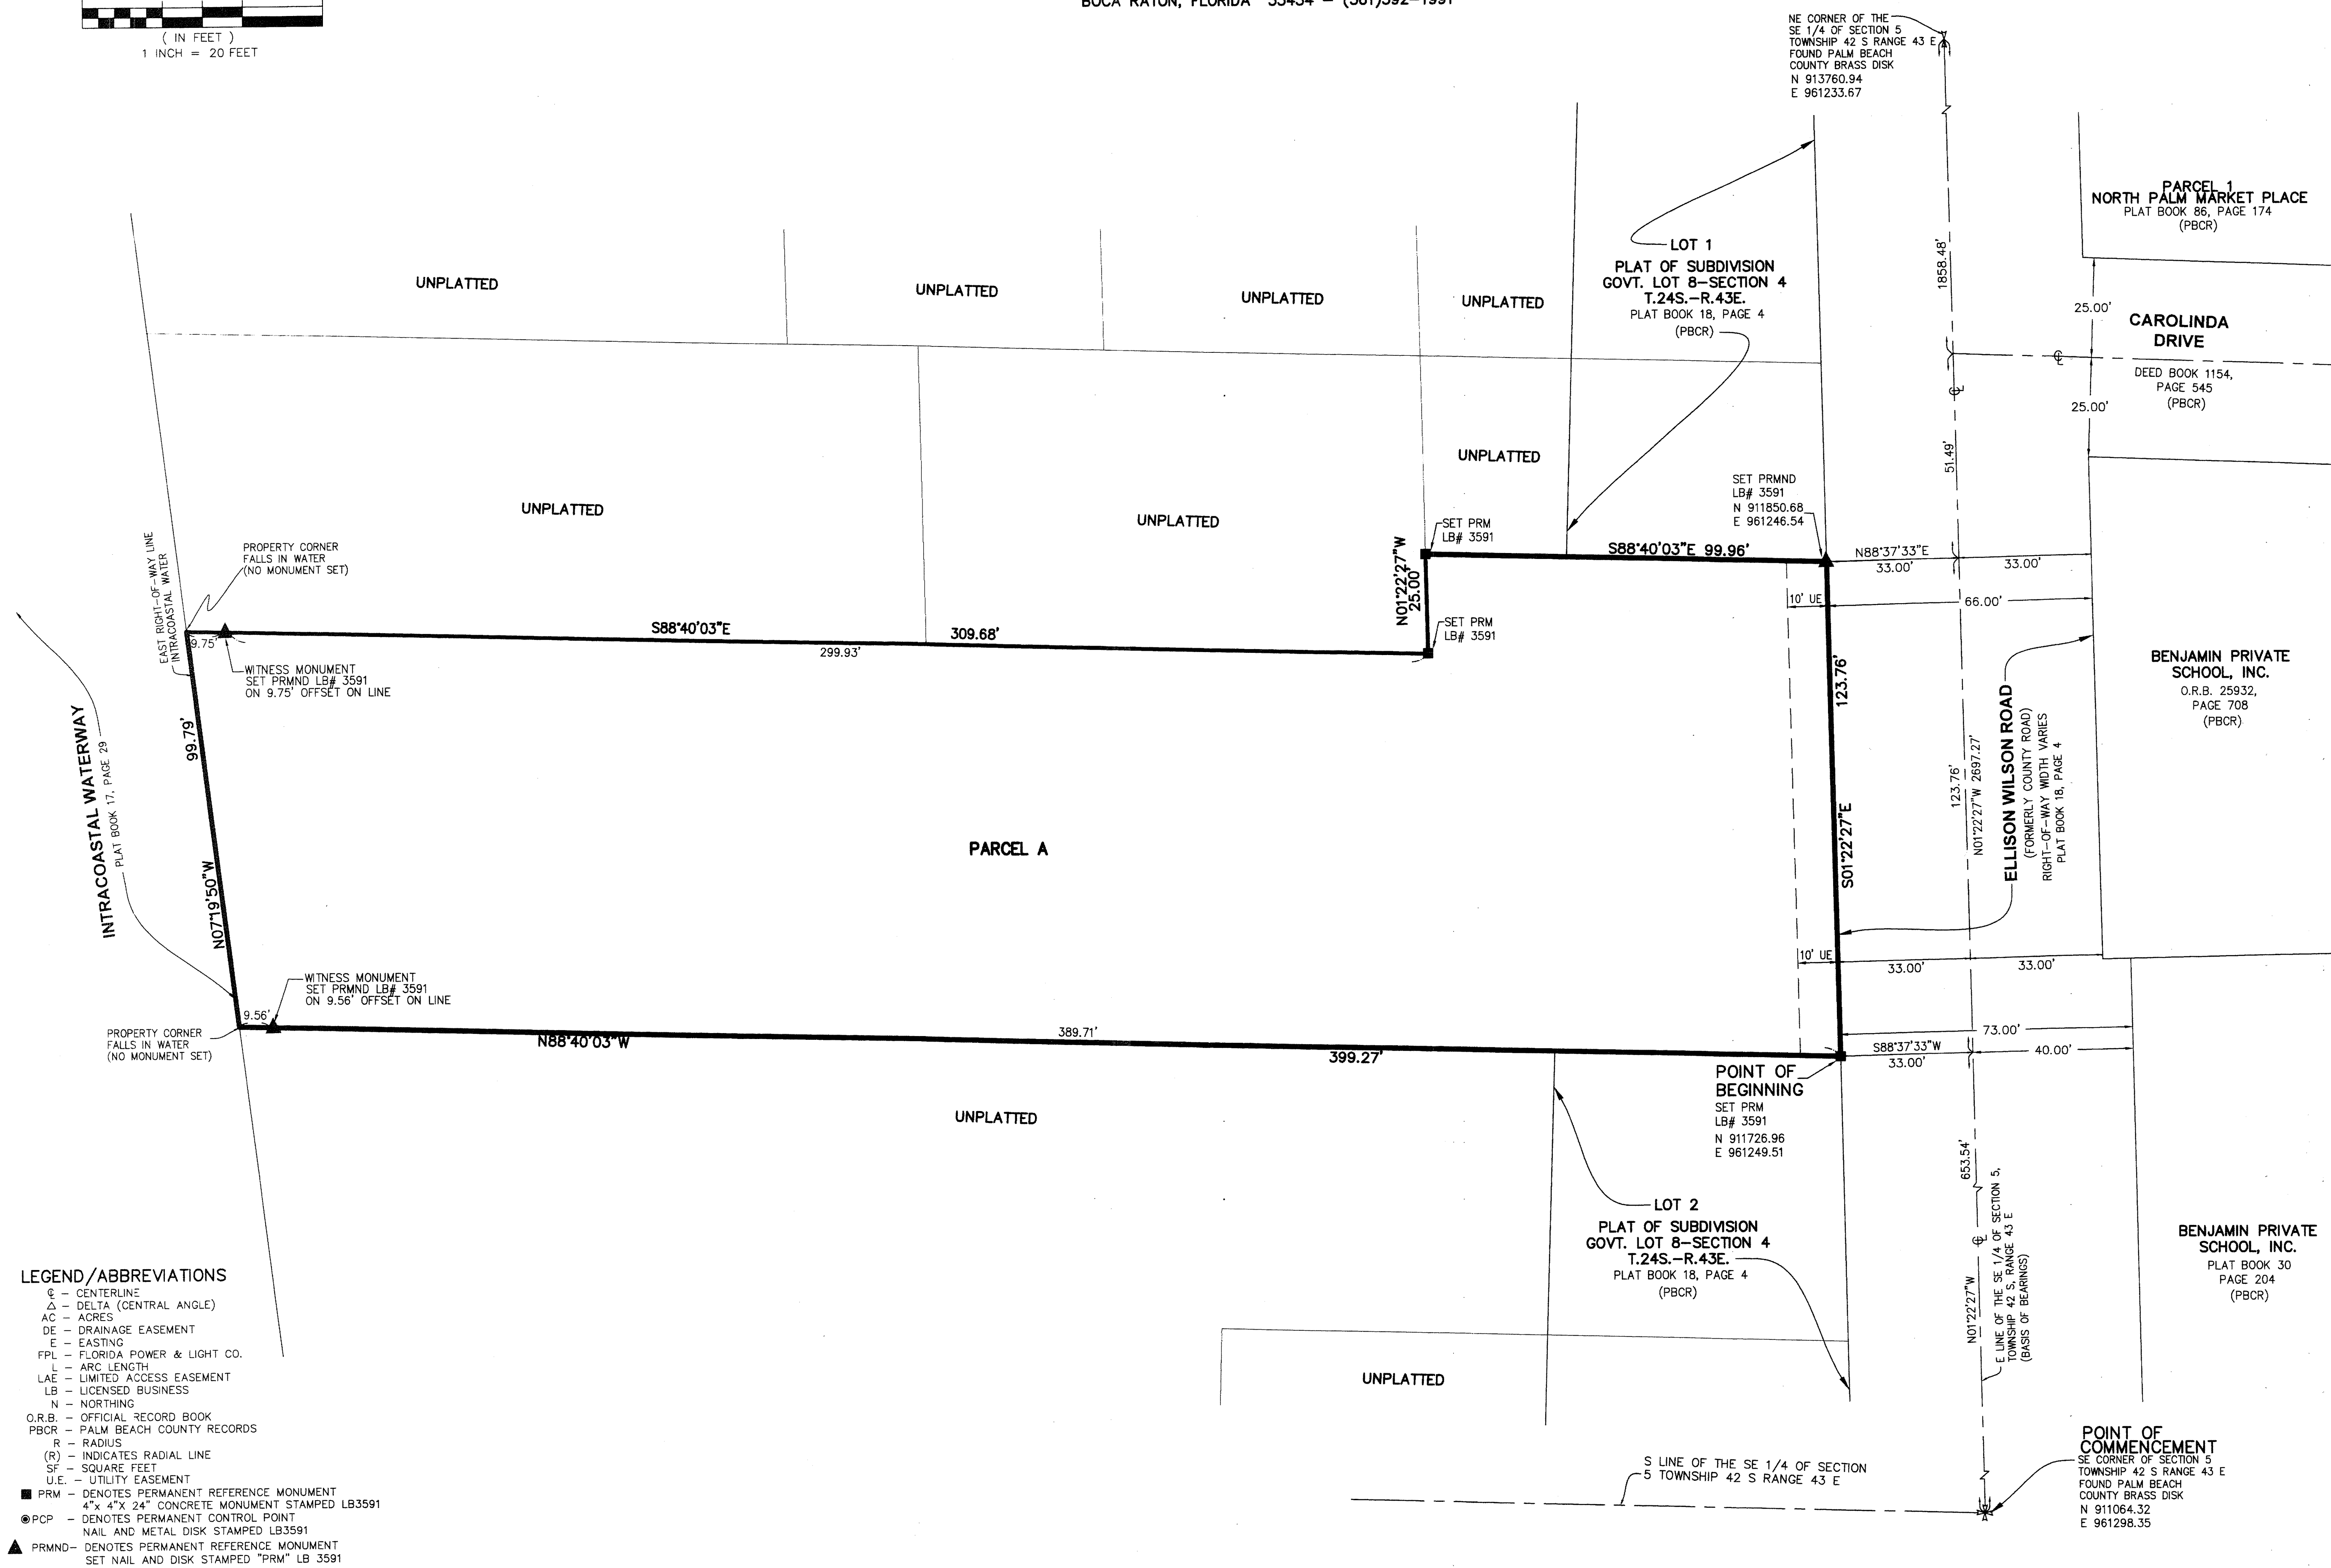 BOCA RATON, FLORIDA 33434 - (561)392-1991
( IN FEET )
1 INCH = 20 FEET
NE CORNER OF THE
SE 1/4 OF SECTION 5
TOWNSHIP 42 S RANGE 43 E
FOUND PALM BEACH
COUNTY BRASS DISK
N 913760.94
E 961233.67
PARCEL 1
NORTH PALM MARKET PLACE
PLAT BOOK 86, PAGE 174
(PBCR)
LOT 1
PLAT OF SUBDIVISION
GOVT. LOT 8-SECTION 4
T.24S.-R.43E.
PLAT BOOK 18, PAGE 4
(PBCR)
1858.48'
UNPLATTED
UNPLATTED
UNPLATTED
UNPLATTED
25.00'
CAROLINDA
DRIVE
DEED BOOK 1154,
PAGE 545
(PBCR)
25.00'
51.49'
UNPLATTED
UNPLATTED
UNPLATTED
SET PRMND
LB# 3591
N 911850.68
E 961246.54
SET PRM
LB# 3591
S88°40'03"E 99.96'
N88°37'33"E
33.00'
33.00'
PROPERTY CORNER
FALLS IN WATER
(NO MONUMENT SET)
EAST RIGHT-OF-WAY LINE
INTRACOASTAL WATER
N01°22'27"W
25.00'
10' UE
66.00'
SET PRM
LB# 3591
9.75'
S88°40'03"E
309.68'
299.93'
WITNESS MONUMENT
SET PRMND LB# 3591
ON 9.75' OFFSET ON LINE
BENJAMIN PRIVATE
SCHOOL, INC.
O.R.B. 25932,
PAGE 708
(PBCR)
123.76'
S01°22'27"E
99.79'
N07°19'50"W
INTRACOASTAL WATERWAY
PLAT BOOK 17, PAGE 29
PARCEL A
123.76'
N01°22'27"W 2697.27'
ELLISON WILSON ROAD
(FORMERLY COUNTY ROAD)
RIGHT-OF-WAY WIDTH VARIES
PLAT BOOK 18, PAGE 4
10' UE
33.00'
33.00'
WITNESS MONUMENT
SET PRMND LB# 3591
ON 9.56' OFFSET ON LINE
9.56'
PROPERTY CORNER
FALLS IN WATER
(NO MONUMENT SET)
N88°40'03"W
389.71'
399.27'
73.00'
S88°37'33"W
33.00'
40.00'
POINT OF
BEGINNING
SET PRM
LB# 3591
N 911726.96
E 961249.51
UNPLATTED
LOT 2
PLAT OF SUBDIVISION
GOVT. LOT 8-SECTION 4
T.24S.-R.43E.
PLAT BOOK 18, PAGE 4
(PBCR)
653.54'
N01°22'27"W
E LINE OF THE SE 1/4 OF SECTION 5,
TOWNSHIP 42 S, RANGE 43 E
(BASIS OF BEARINGS)
BENJAMIN PRIVATE
SCHOOL, INC.
PLAT BOOK 30
PAGE 204
(PBCR)
UNPLATTED
S LINE OF THE SE 1/4 OF SECTION
5 TOWNSHIP 42 S RANGE 43 E
POINT OF
COMMENCEMENT
SE CORNER OF SECTION 5
TOWNSHIP 42 S RANGE 43 E
FOUND PALM BEACH
COUNTY BRASS DISK
N 911064.32
E 961298.35
LEGEND/ABBREVIATIONS
℄ - CENTERLINE
△ - DELTA (CENTRAL ANGLE)
AC - ACRES
DE - DRAINAGE EASEMENT
E - EASTING
FPL - FLORIDA POWER & LIGHT CO.
L - ARC LENGTH
LAE - LIMITED ACCESS EASEMENT
LB - LICENSED BUSINESS
N - NORTHING
O.R.B. - OFFICIAL RECORD BOOK
PBCR - PALM BEACH COUNTY RECORDS
R - RADIUS
(R) - INDICATES RADIAL LINE
SF - SQUARE FEET
U.E. - UTILITY EASEMENT
■ PRM - DENOTES PERMANENT REFERENCE MONUMENT
4"x 4"X 24" CONCRETE MONUMENT STAMPED LB3591
◉PCP - DENOTES PERMANENT CONTROL POINT
NAIL AND METAL DISK STAMPED LB3591
▲ PRMND- DENOTES PERMANENT REFERENCE MONUMENT
SET NAIL AND DISK STAMPED "PRM" LB 3591